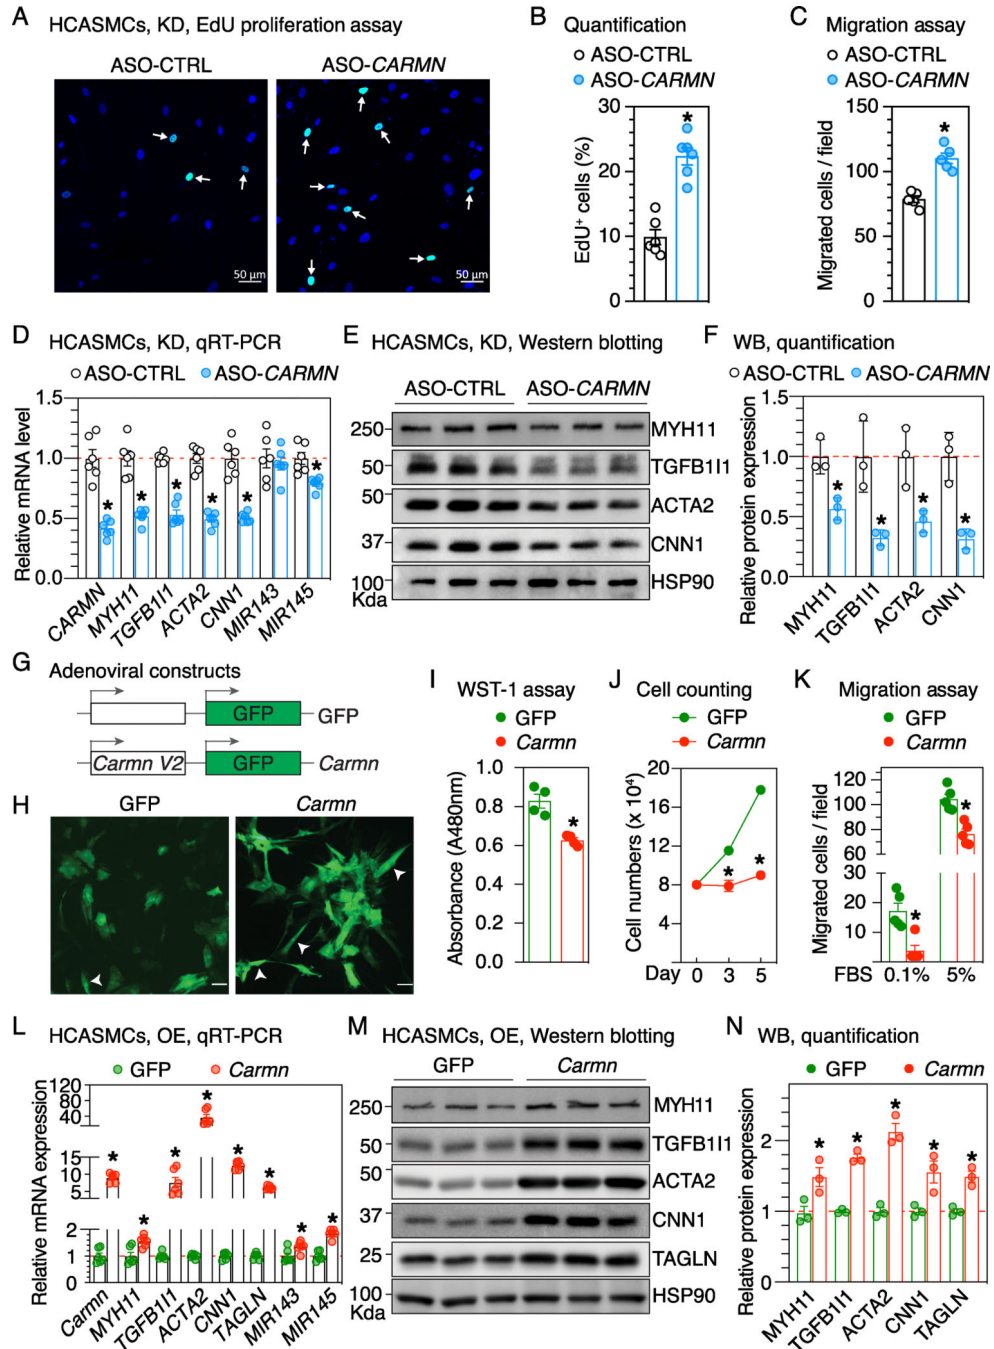 A HCASMCs, KD, EdU proliferation assay
ASO-CTRL
ASO-CARMN
50 µm
50 µm
B Quantification
ASO-CTRL
ASO-CARMN
EdU+ cells (%)
30
20
10
0
*
C Migration assay
ASO-CTRL
ASO-CARMN
Migrated cells / field
150
100
50
0
*
D HCASMCs, KD, qRT-PCR
ASO-CTRL ASO-CARMN
Relative mRNA level
1.5
1.0
0.5
0.0
* * * * * *
CARMN
MYH11
TGFB1I1
ACTA2
CNN1
MIR143
MIR145
E HCASMCs, KD, Western blotting
ASO-CTRL ASO-CARMN
250 MYH11
50 TGFB1I1
50 ACTA2
37 CNN1
100 HSP90
Kda
F WB, quantification
ASO-CTRL ASO-CARMN
Relative protein expression
1.5
1.0
0.5
0.0
* * * *
MYH11
TGFB1I1
ACTA2
CNN1
G Adenoviral constructs
GFP GFP
Carmn V2 GFP Carmn
H
GFP Carmn
I WST-1 assay
GFP
Carmn
Absorbance (A480nm)
1.0
0.8
0.6
0.4
0.2
0.0
*
J Cell counting
GFP
Carmn
Cell numbers (x 10⁴)
20
16
12
8
4
* *
Day 0 3 5
K Migration assay
GFP
Carmn
Migrated cells / field
120
100
80
60
30
20
10
* *
FBS 0.1% 5%
L HCASMCs, OE, qRT-PCR
GFP Carmn
Relative mRNA expression
120
80
40
15
10
5
2
1
0
* * * * * * * *
Carmn
MYH11
TGFB1I1
ACTA2
CNN1
TAGLN
MIR143
MIR145
M HCASMCs, OE, Western blotting
GFP Carmn
250 MYH11
50 TGFB1I1
50 ACTA2
37 CNN1
25 TAGLN
100 HSP90
Kda
N WB, quantification
GFP Carmn
Relative protein expression
2
1
0
* * * * *
MYH11
TGFB1I1
ACTA2
CNN1
TAGLN